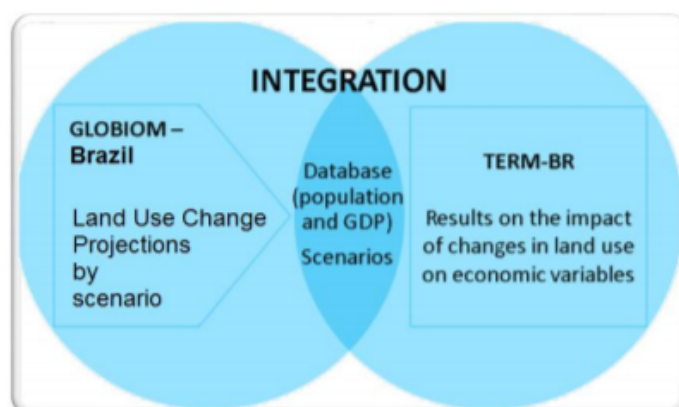 INTEGRATION
GLOBIOM –
Brazil
Land Use Change
Projections
by
scenario
Database
(population
and GDP)
Scenarios
TERM-BR
Results on the impact
of changes in land use
on economic variables